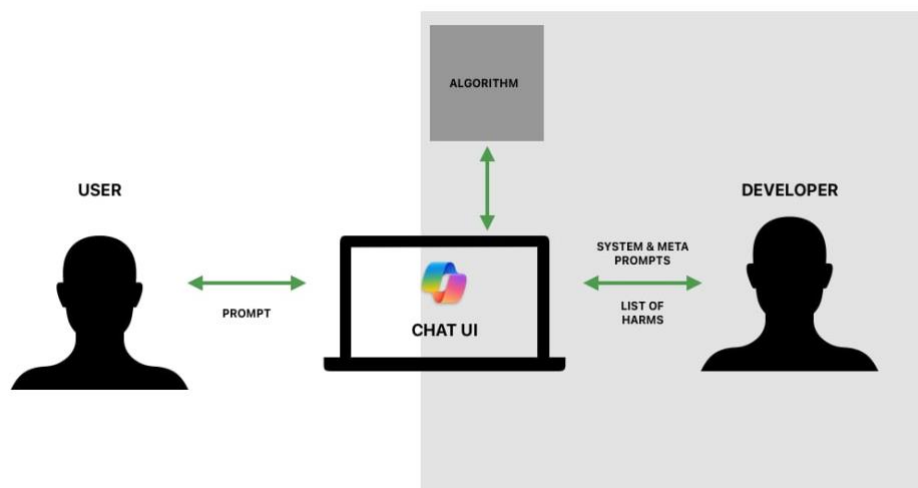 ALGORITHM
USER
DEVELOPER
SYSTEM & META
PROMPTS
PROMPT
LIST OF
HARMS
CHAT UI